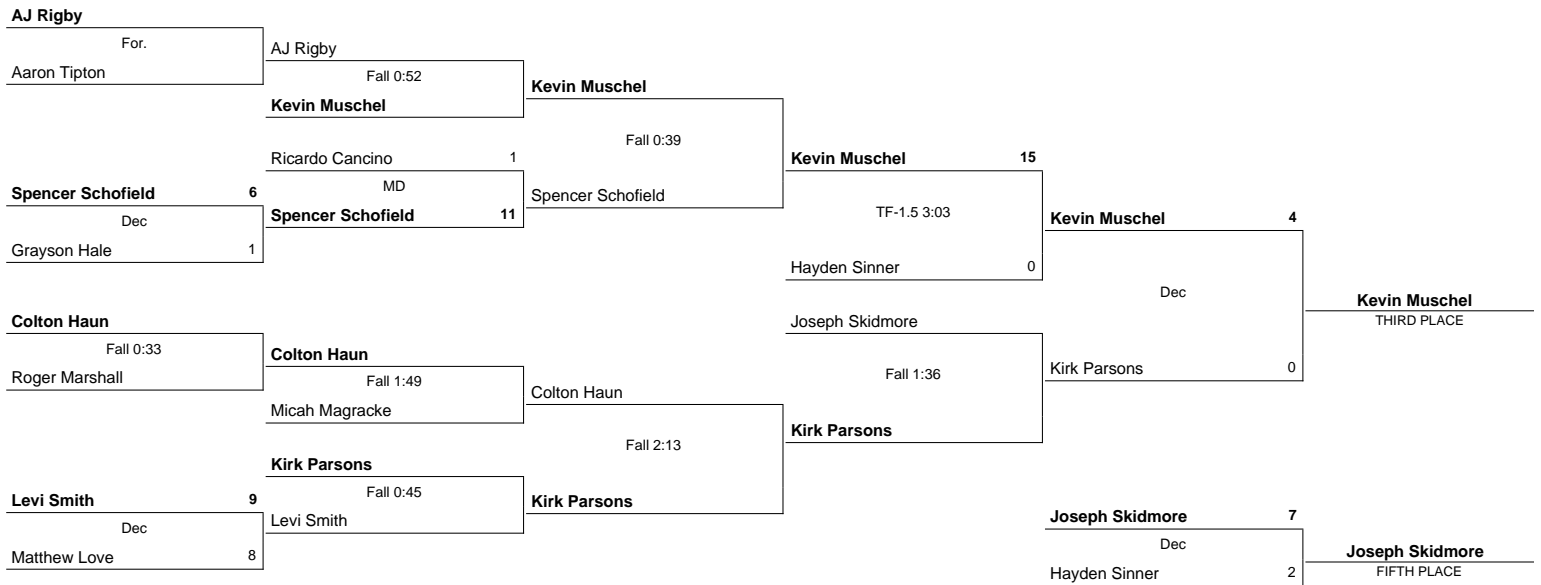 AJ Rigby
For.
Aaron Tipton
Spencer Schofield 6
Dec
Grayson Hale 1
Colton Haun
Fall 0:33
Roger Marshall
Levi Smith 9
Dec
Matthew Love 8
AJ Rigby
Fall 0:52
Kevin Muschel
Ricardo Cancino 1
MD
Spencer Schofield 11
Colton Haun
Fall 1:49
Micah Magracke
Kirk Parsons
Fall 0:45
Levi Smith
Kevin Muschel
Fall 0:39
Spencer Schofield
Colton Haun
Fall 2:13
Kirk Parsons
Kevin Muschel 15
TF-1.5 3:03
Hayden Sinner 0
Joseph Skidmore
Fall 1:36
Kirk Parsons
Kevin Muschel 4
Dec
Kirk Parsons 0
Joseph Skidmore 7
Dec
Hayden Sinner 2
Kevin Muschel
THIRD PLACE
Joseph Skidmore
FIFTH PLACE